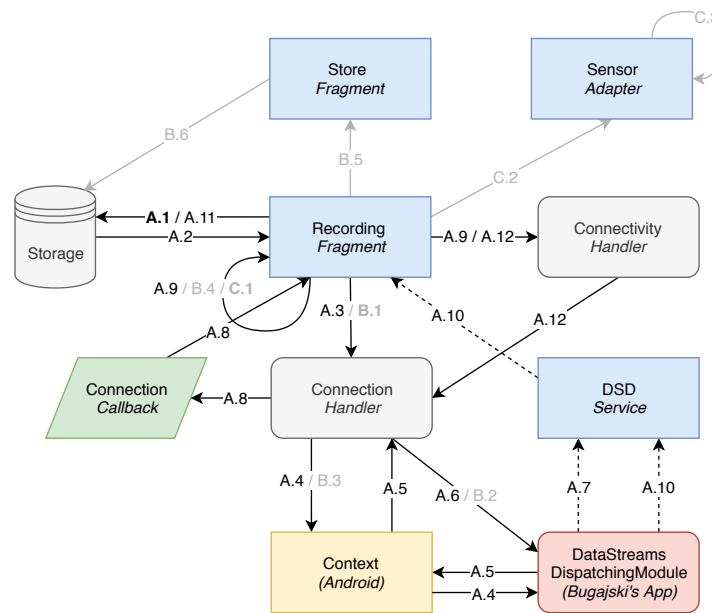 C.3
Store
Fragment
Sensor
Adapter
B.6
B.5
C.2
A.1 / A.11
A.2
Storage
Recording
Fragment
A.9 / A.12
Connectivity
Handler
A.9 / B.4 / C.1
A.3 / B.1
A.10
A.12
A.8
Connection
Callback
A.8
Connection
Handler
DSD
Service
A.4 / B.3
A.5
A.6 / B.2
A.7
A.10
Context
(Android)
A.5
A.4
DataStreams
DispatchingModule
(Bugajski's App)